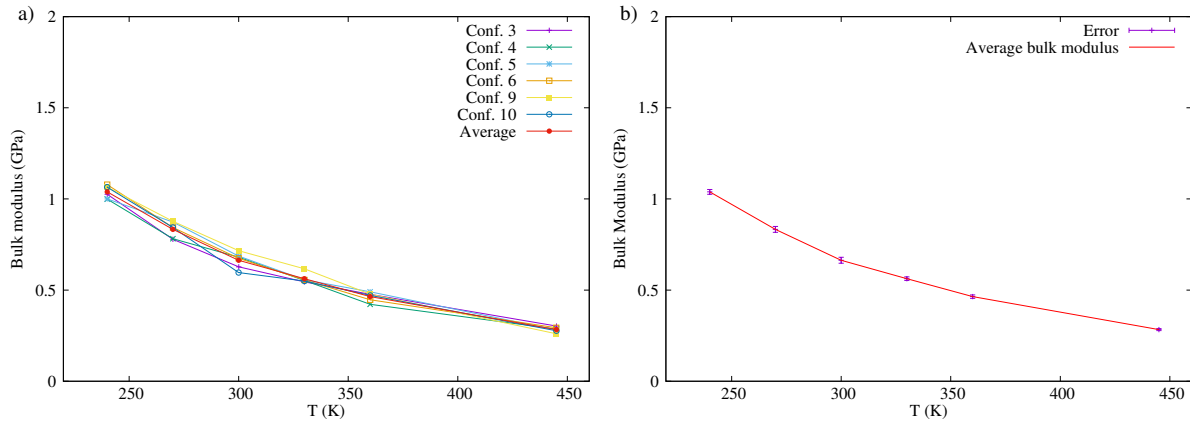 a)
Bulk modulus (GPa)
2
1.5
1
0.5
0
250
300
350
400
450
T (K)
Conf. 3
Conf. 4
Conf. 5
Conf. 6
Conf. 9
Conf. 10
Average
b)
Bulk Modulus (GPa)
2
1.5
1
0.5
0
250
300
350
400
450
T (K)
Error
Average bulk modulus